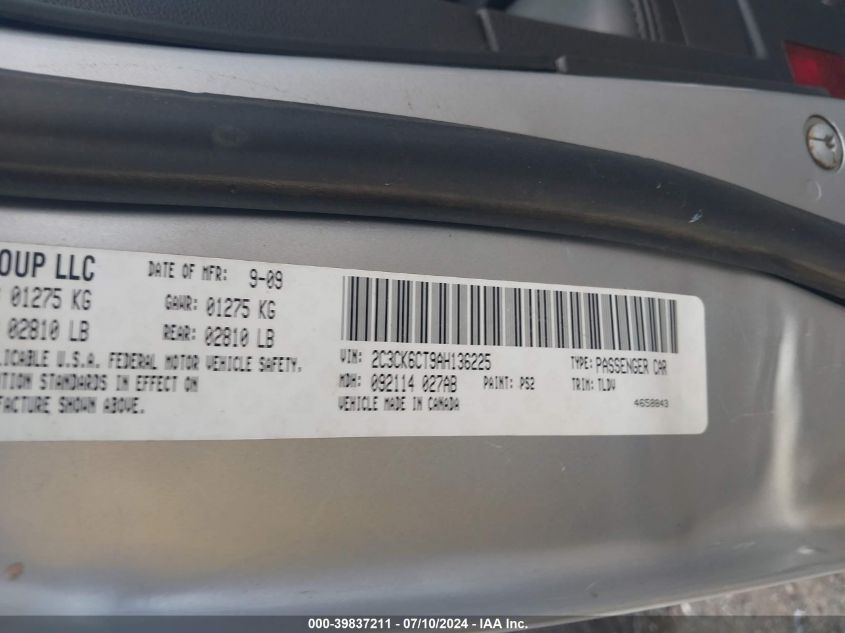 OUP LLC DATE OF MFR: 9-09
01275 KG GAWR: 01275 KG
02810 LB REAR: 02810 LB
LICABLE U.S.A. FEDERAL MOTOR VEHICLE SAFETY,
TION STANDARDS IN EFFECT ON
FACTURE SHOWN ABOVE.
VIN: 2C3CK6CT9AH136225 TYPE: PASSENGER CAR
MDH: 092114 027AB PAINT: PS2 TRIM: TLDV
VEHICLE MADE IN CANADA 4658843
000-39837211 - 07/10/2024 - IAA Inc.